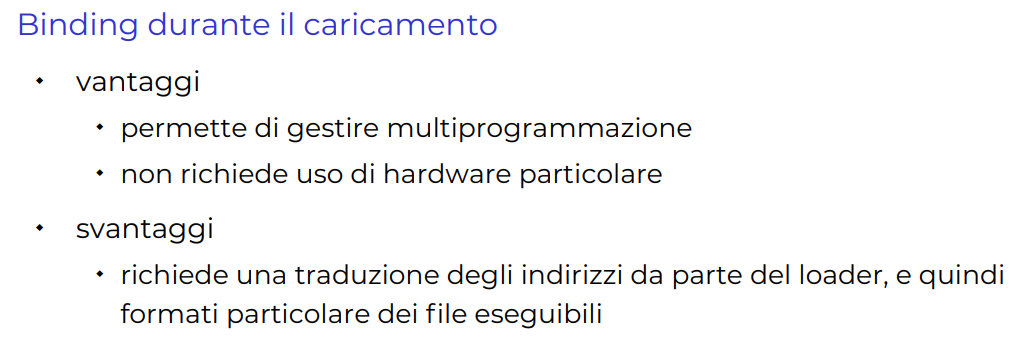 Binding durante il caricamento
vantaggi
permette di gestire multiprogrammazione
non richiede uso di hardware particolare
svantaggi
richiede una traduzione degli indirizzi da parte del loader, e quindi
formati particolare dei file eseguibili